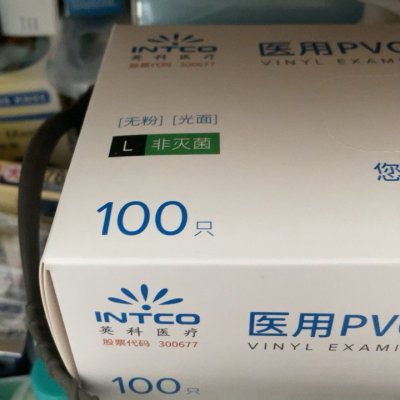 INTCO
英科医疗
股票代码 300677
医用PVC
VINYL EXAMI
[无粉] [光面]
L 非灭菌
您
100只
INTCO
英科医疗
股票代码 300677
医用PVC
VINYL EXAMI
100只